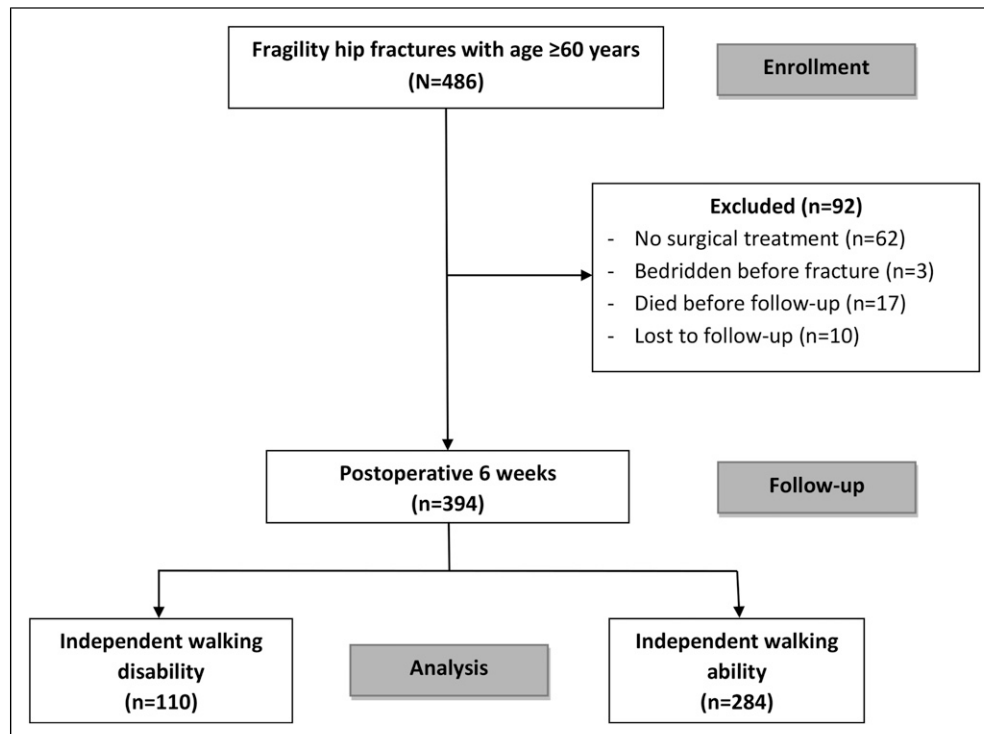 Fragility hip fractures with age ≥60 years
(N=486)
Enrollment
Excluded (n=92)
- No surgical treatment (n=62)
- Bedridden before fracture (n=3)
- Died before follow-up (n=17)
- Lost to follow-up (n=10)
Postoperative 6 weeks
(n=394)
Follow-up
Independent walking
disability
(n=110)
Analysis
Independent walking
ability
(n=284)